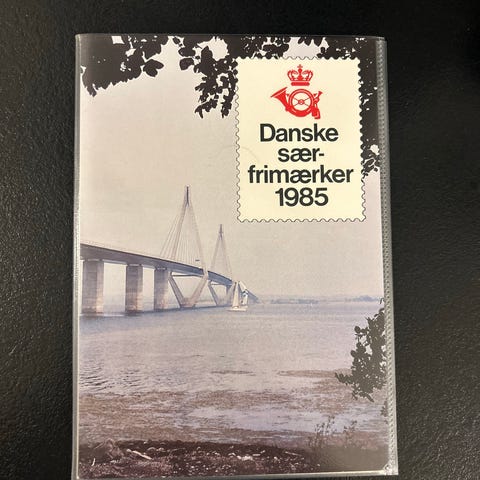 Danske
sær-
frimærker
1985